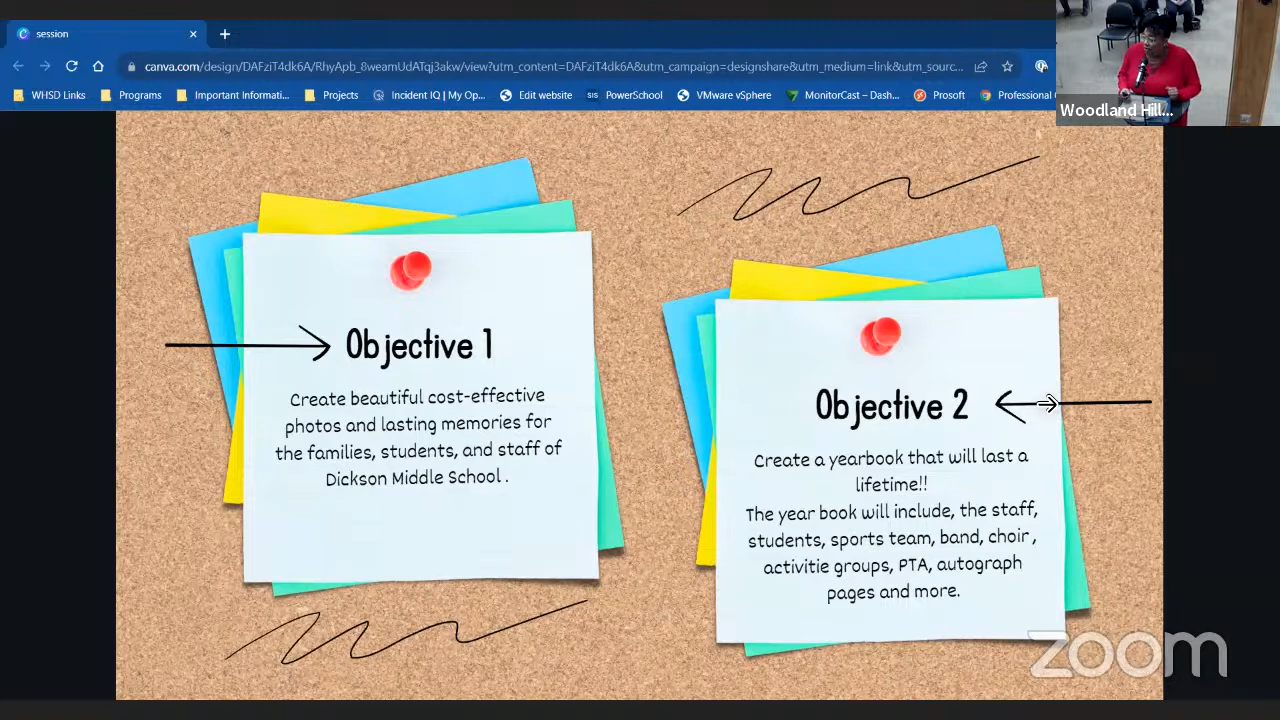 session
canva.com/design/DAFziT4dk6A/RhyApb_8weamUdATqj3akw/view?utm_content=DAFziT4dk6A&utm_campaign=designshare&utm_medium=link&utm_sourc...
WHSD Links Programs Important Informati... Projects Incident IQ | My Op... Edit website SIS PowerSchool VMware vSphere MonitorCast – Dash... Prosoft Professional
Woodland Hill...
Objective 1
Create beautiful cost-effective
photos and lasting memories for
the families, students, and staff of
Dickson Middle School .
Objective 2
Create a yearbook that will last a
lifetime!!
The year book will include, the staff,
students, sports team, band, choir ,
activitie groups, PTA, autograph
pages and more.
zoom